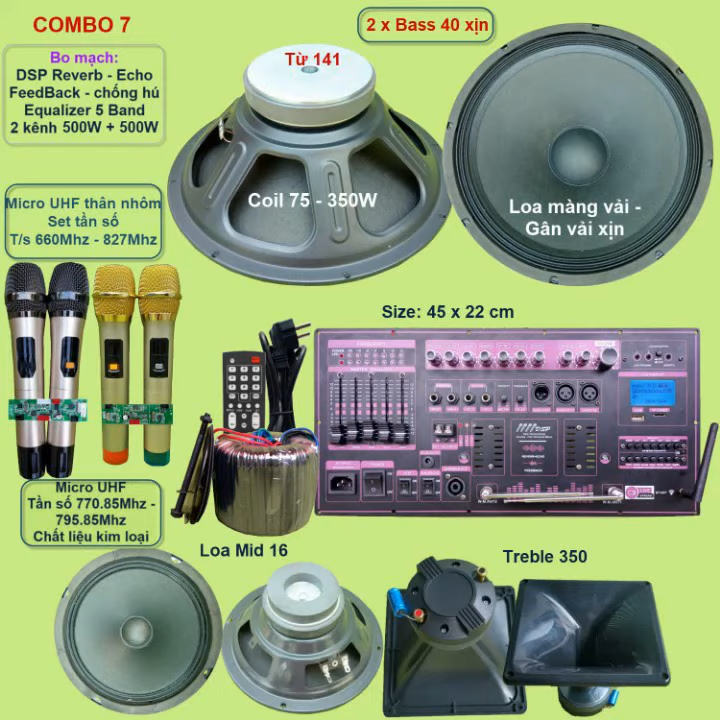 COMBO 7
2 x Bass 40 xịn
Bo mạch:
DSP Reverb - Echo
FeedBack - chống hú
Equalizer 5 Band
2 kênh 500W + 500W
Từ 141
Coil 75 - 350W
Loa màng vải -
Gân vải xịn
Micro UHF thân nhôm
Set tần số
T/s 660Mhz - 827Mhz
Size: 45 x 22 cm
DSP
Micro UHF
Tần số 770.85Mhz -
795.85Mhz
Chất liệu kim loại
Loa Mid 16
Treble 350